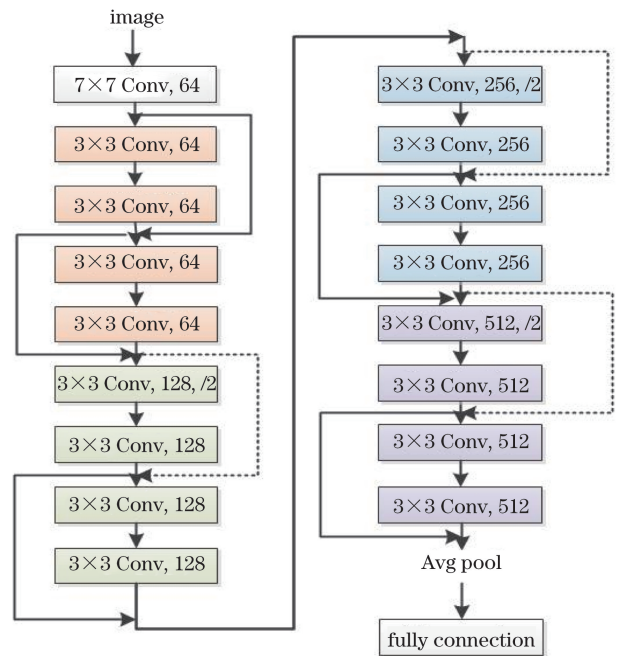 image
7×7 Conv, 64
3×3 Conv, 64
3×3 Conv, 64
3×3 Conv, 64
3×3 Conv, 64
3×3 Conv, 128, /2
3×3 Conv, 128
3×3 Conv, 128
3×3 Conv, 128
3×3 Conv, 256, /2
3×3 Conv, 256
3×3 Conv, 256
3×3 Conv, 256
3×3 Conv, 512, /2
3×3 Conv, 512
3×3 Conv, 512
3×3 Conv, 512
Avg pool
fully connection